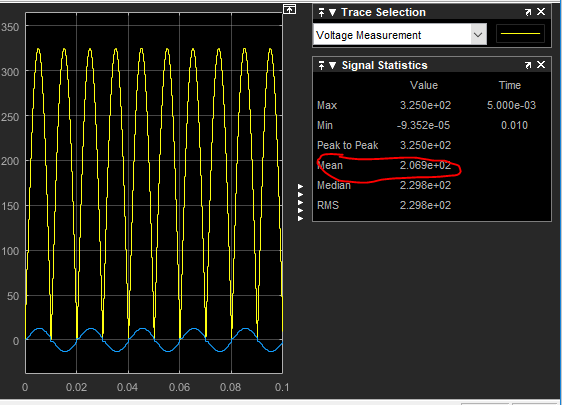 350
300
250
200
150
100
50
0
0 0.02 0.04 0.06 0.08 0.1
Trace Selection
Voltage Measurement
Signal Statistics
Value Time
Max 3.250e+02 5.000e-03
Min -9.352e-05 0.010
Peak to Peak 3.250e+02
Mean 2.069e+02
Median 2.298e+02
RMS 2.298e+02